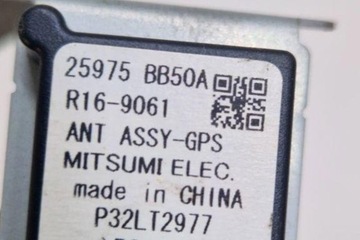 25975 BB50A
R16-9061
ANT ASSY-GPS
MITSUMI ELEC.
made in CHINA
P32LT2977